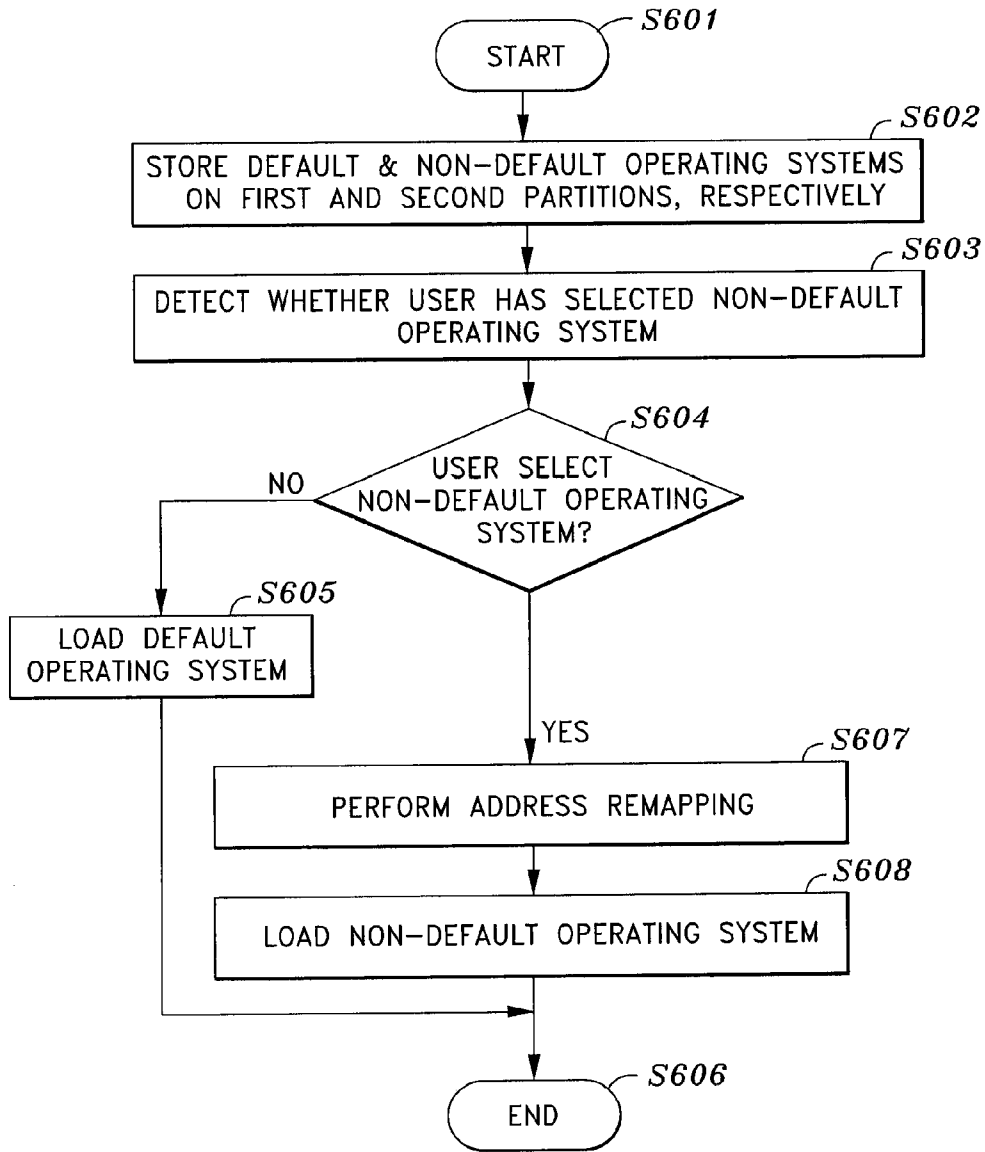 S601
START
S602
STORE DEFAULT & NON-DEFAULT OPERATING SYSTEMS
ON FIRST AND SECOND PARTITIONS, RESPECTIVELY
S603
DETECT WHETHER USER HAS SELECTED NON-DEFAULT
OPERATING SYSTEM
S604
USER SELECT
NON-DEFAULT OPERATING
SYSTEM?
NO
S605
LOAD DEFAULT
OPERATING SYSTEM
YES
S607
PERFORM ADDRESS REMAPPING
S608
LOAD NON-DEFAULT OPERATING SYSTEM
S606
END